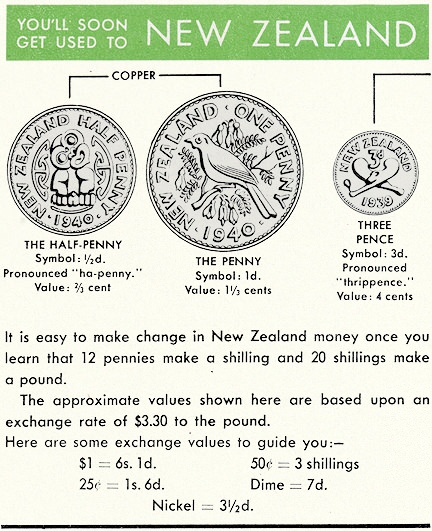 YOU'LL SOON
GET USED TO
NEW ZEALAND
COPPER
NEW ZEALAND HALF PENNY
·1940·
NEW ZEALAND · ONE PENNY
·1940·
NEW ZEALAND
3d
1939
THE HALF-PENNY
Symbol: ½d.
Pronounced "ha-penny."
Value: ⅔ cent
THE PENNY
Symbol: 1d.
Value: 1⅓ cents
THREE
PENCE
Symbol: 3d.
Pronounced
"thrippence."
Value: 4 cents
It is easy to make change in New Zealand money once you
learn that 12 pennies make a shilling and 20 shillings make
a pound.
The approximate values shown here are based upon an
exchange rate of $3.30 to the pound.
Here are some exchange values to guide you:—
$1 = 6s. 1d.
50¢ = 3 shillings
25¢ = 1s. 6d.
Dime = 7d.
Nickel = 3½d.